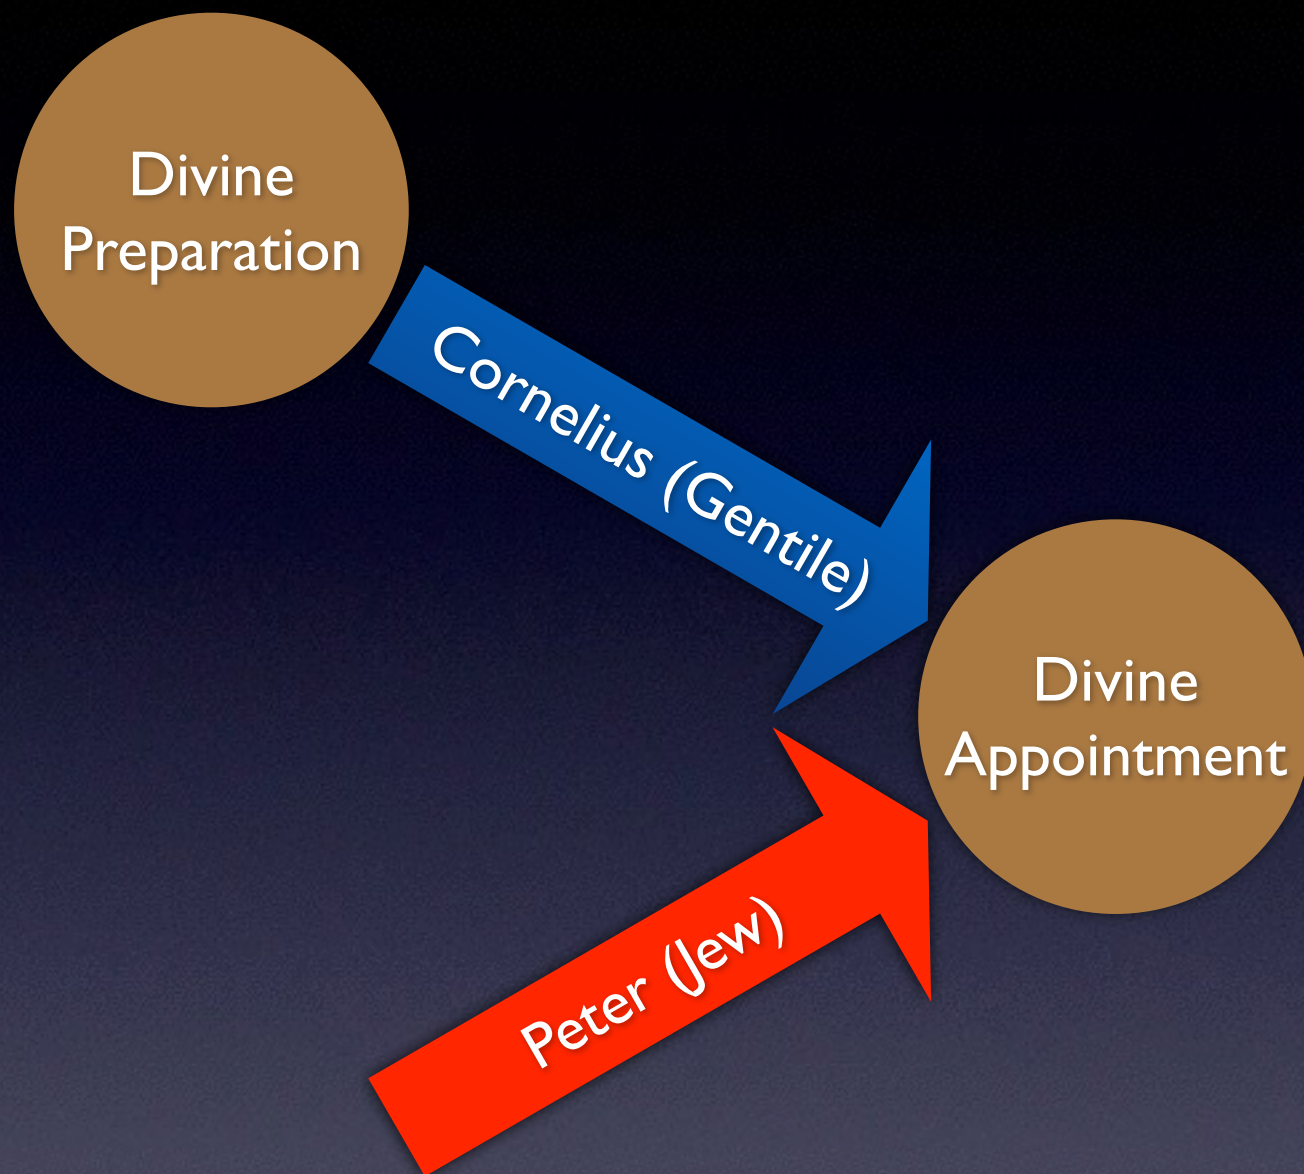 Divine
Preparation
Cornelius (Gentile)
Divine
Appointment
Peter (Jew)